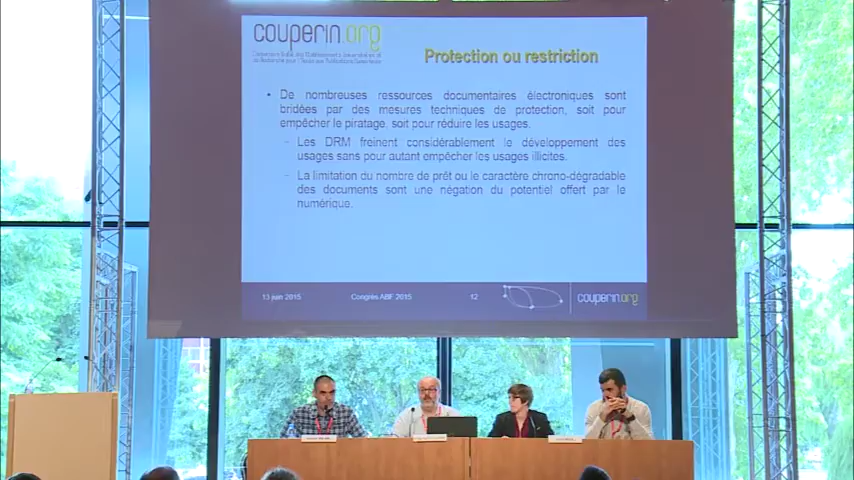 couperin.org
Protection ou restriction
• De nombreuses ressources documentaires électroniques sont
bridées par des mesures techniques de protection, soit pour
empêcher le piratage, soit pour réduire les usages.
– Les DRM freinent considérablement le développement des
usages sans pour autant empêcher les usages illicites.
– La limitation du nombre de prêt ou le caractère chrono-dégradable
des documents sont une négation du potentiel offert par le
numérique.
13 juin 2015 Congrès ABF 2015 12 couperin.org